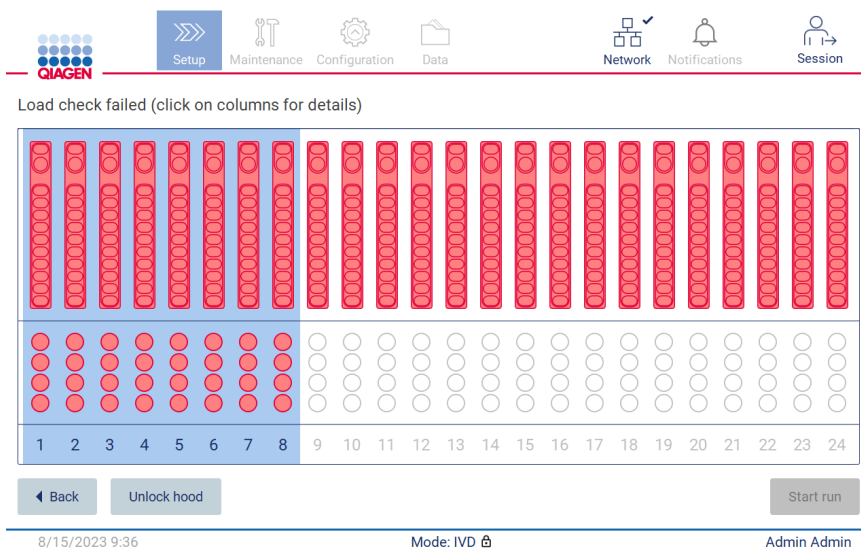 QIAGEN
Setup
Maintenance
Configuration
Data
Network
Notifications
Session
Load check failed (click on columns for details)
1 2 3 4 5 6 7 8 9 10 11 12 13 14 15 16 17 18 19 20 21 22 23 24
Back
Unlock hood
Start run
8/15/2023 9:36
Mode: IVD
Admin Admin